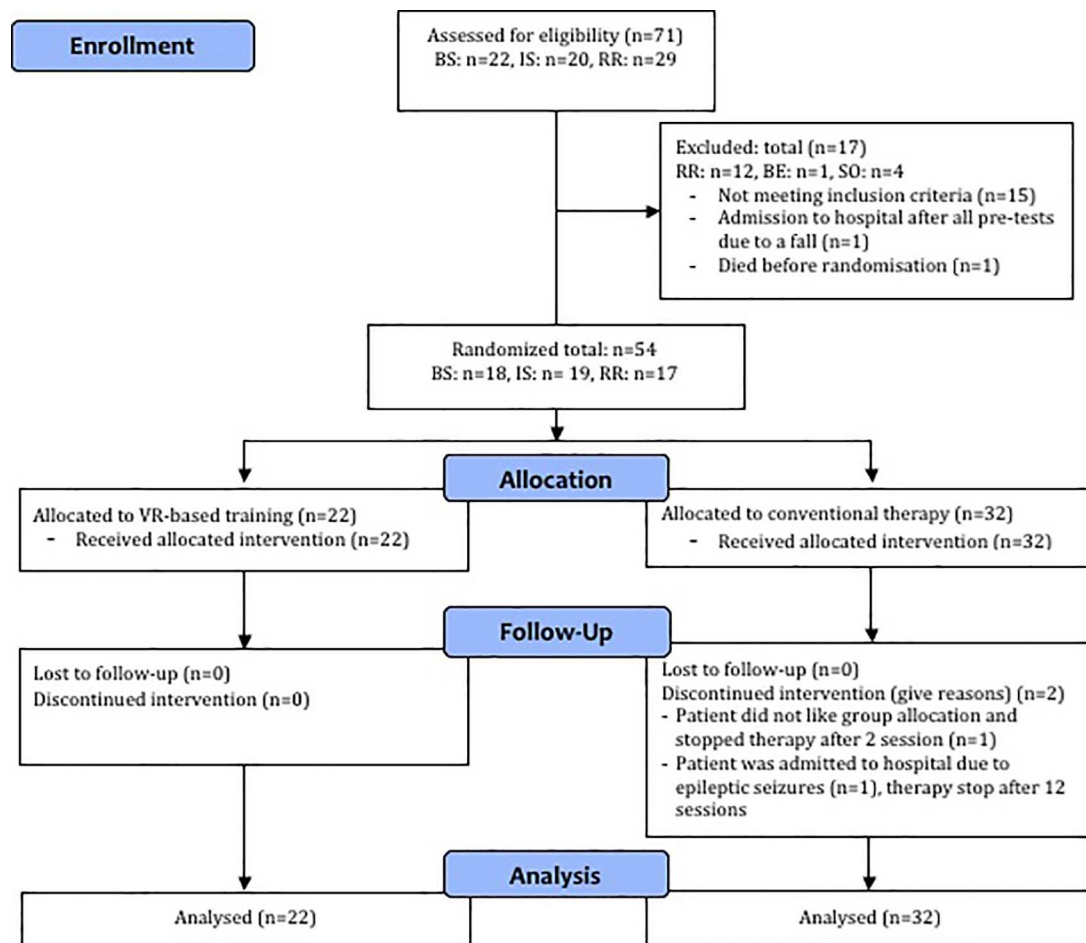 Enrollment
Assessed for eligibility (n=71)
BS: n=22, IS: n=20, RR: n=29
Excluded: total (n=17)
RR: n=12, BE: n=1, SO: n=4
- Not meeting inclusion criteria (n=15)
- Admission to hospital after all pre-tests
due to a fall (n=1)
- Died before randomisation (n=1)
Randomized total: n=54
BS: n=18, IS= n= 19, RR: n=17
Allocation
Allocated to VR-based training (n=22)
- Received allocated intervention (n=22)
Allocated to conventional therapy (n=32)
- Received allocated intervention (n=32)
Follow-Up
Lost to follow-up (n=0)
Discontinued intervention (n=0)
Lost to follow-up (n=0)
Discontinued intervention (give reasons) (n=2)
- Patient did not like group allocation and
stopped therapy after 2 session (n=1)
- Patient was admitted to hospital due to
epileptic seizures (n=1), therapy stop after 12
sessions
Analysis
Analysed (n=22)
Analysed (n=32)